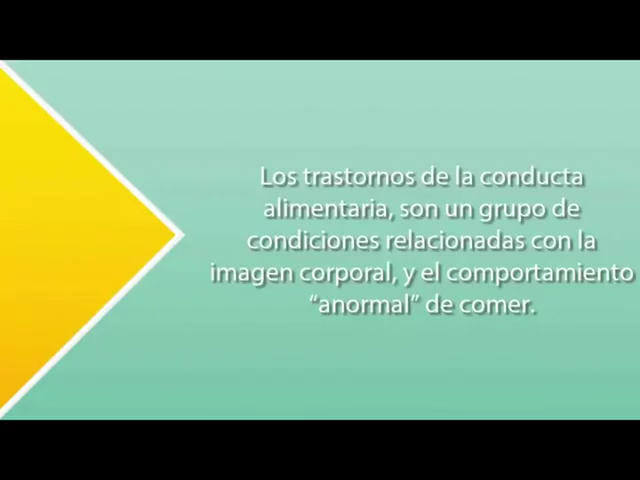 Los trastornos de la conducta
alimentaria, son un grupo de
condiciones relacionadas con la
imagen corporal, y el comportamiento
“anormal” de comer.